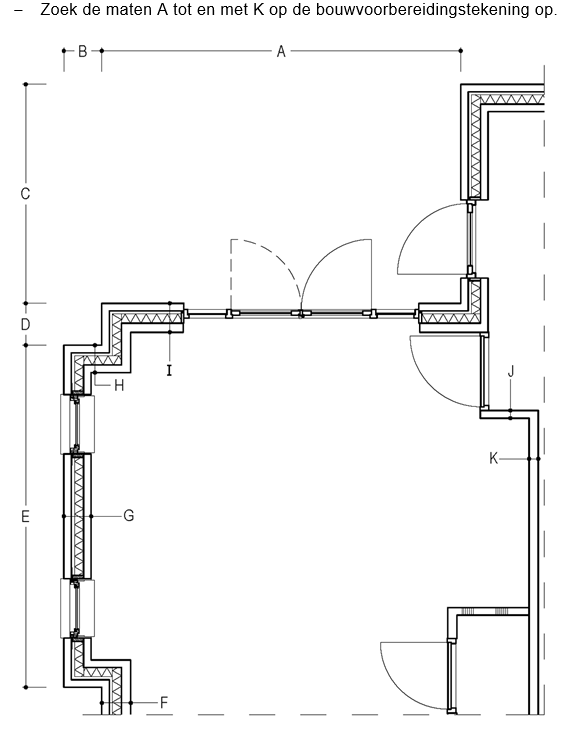 – Zoek de maten A tot en met K op de bouwvoorbereidingstekening op.
B
A
C
D
I
H
J
K
E
G
F